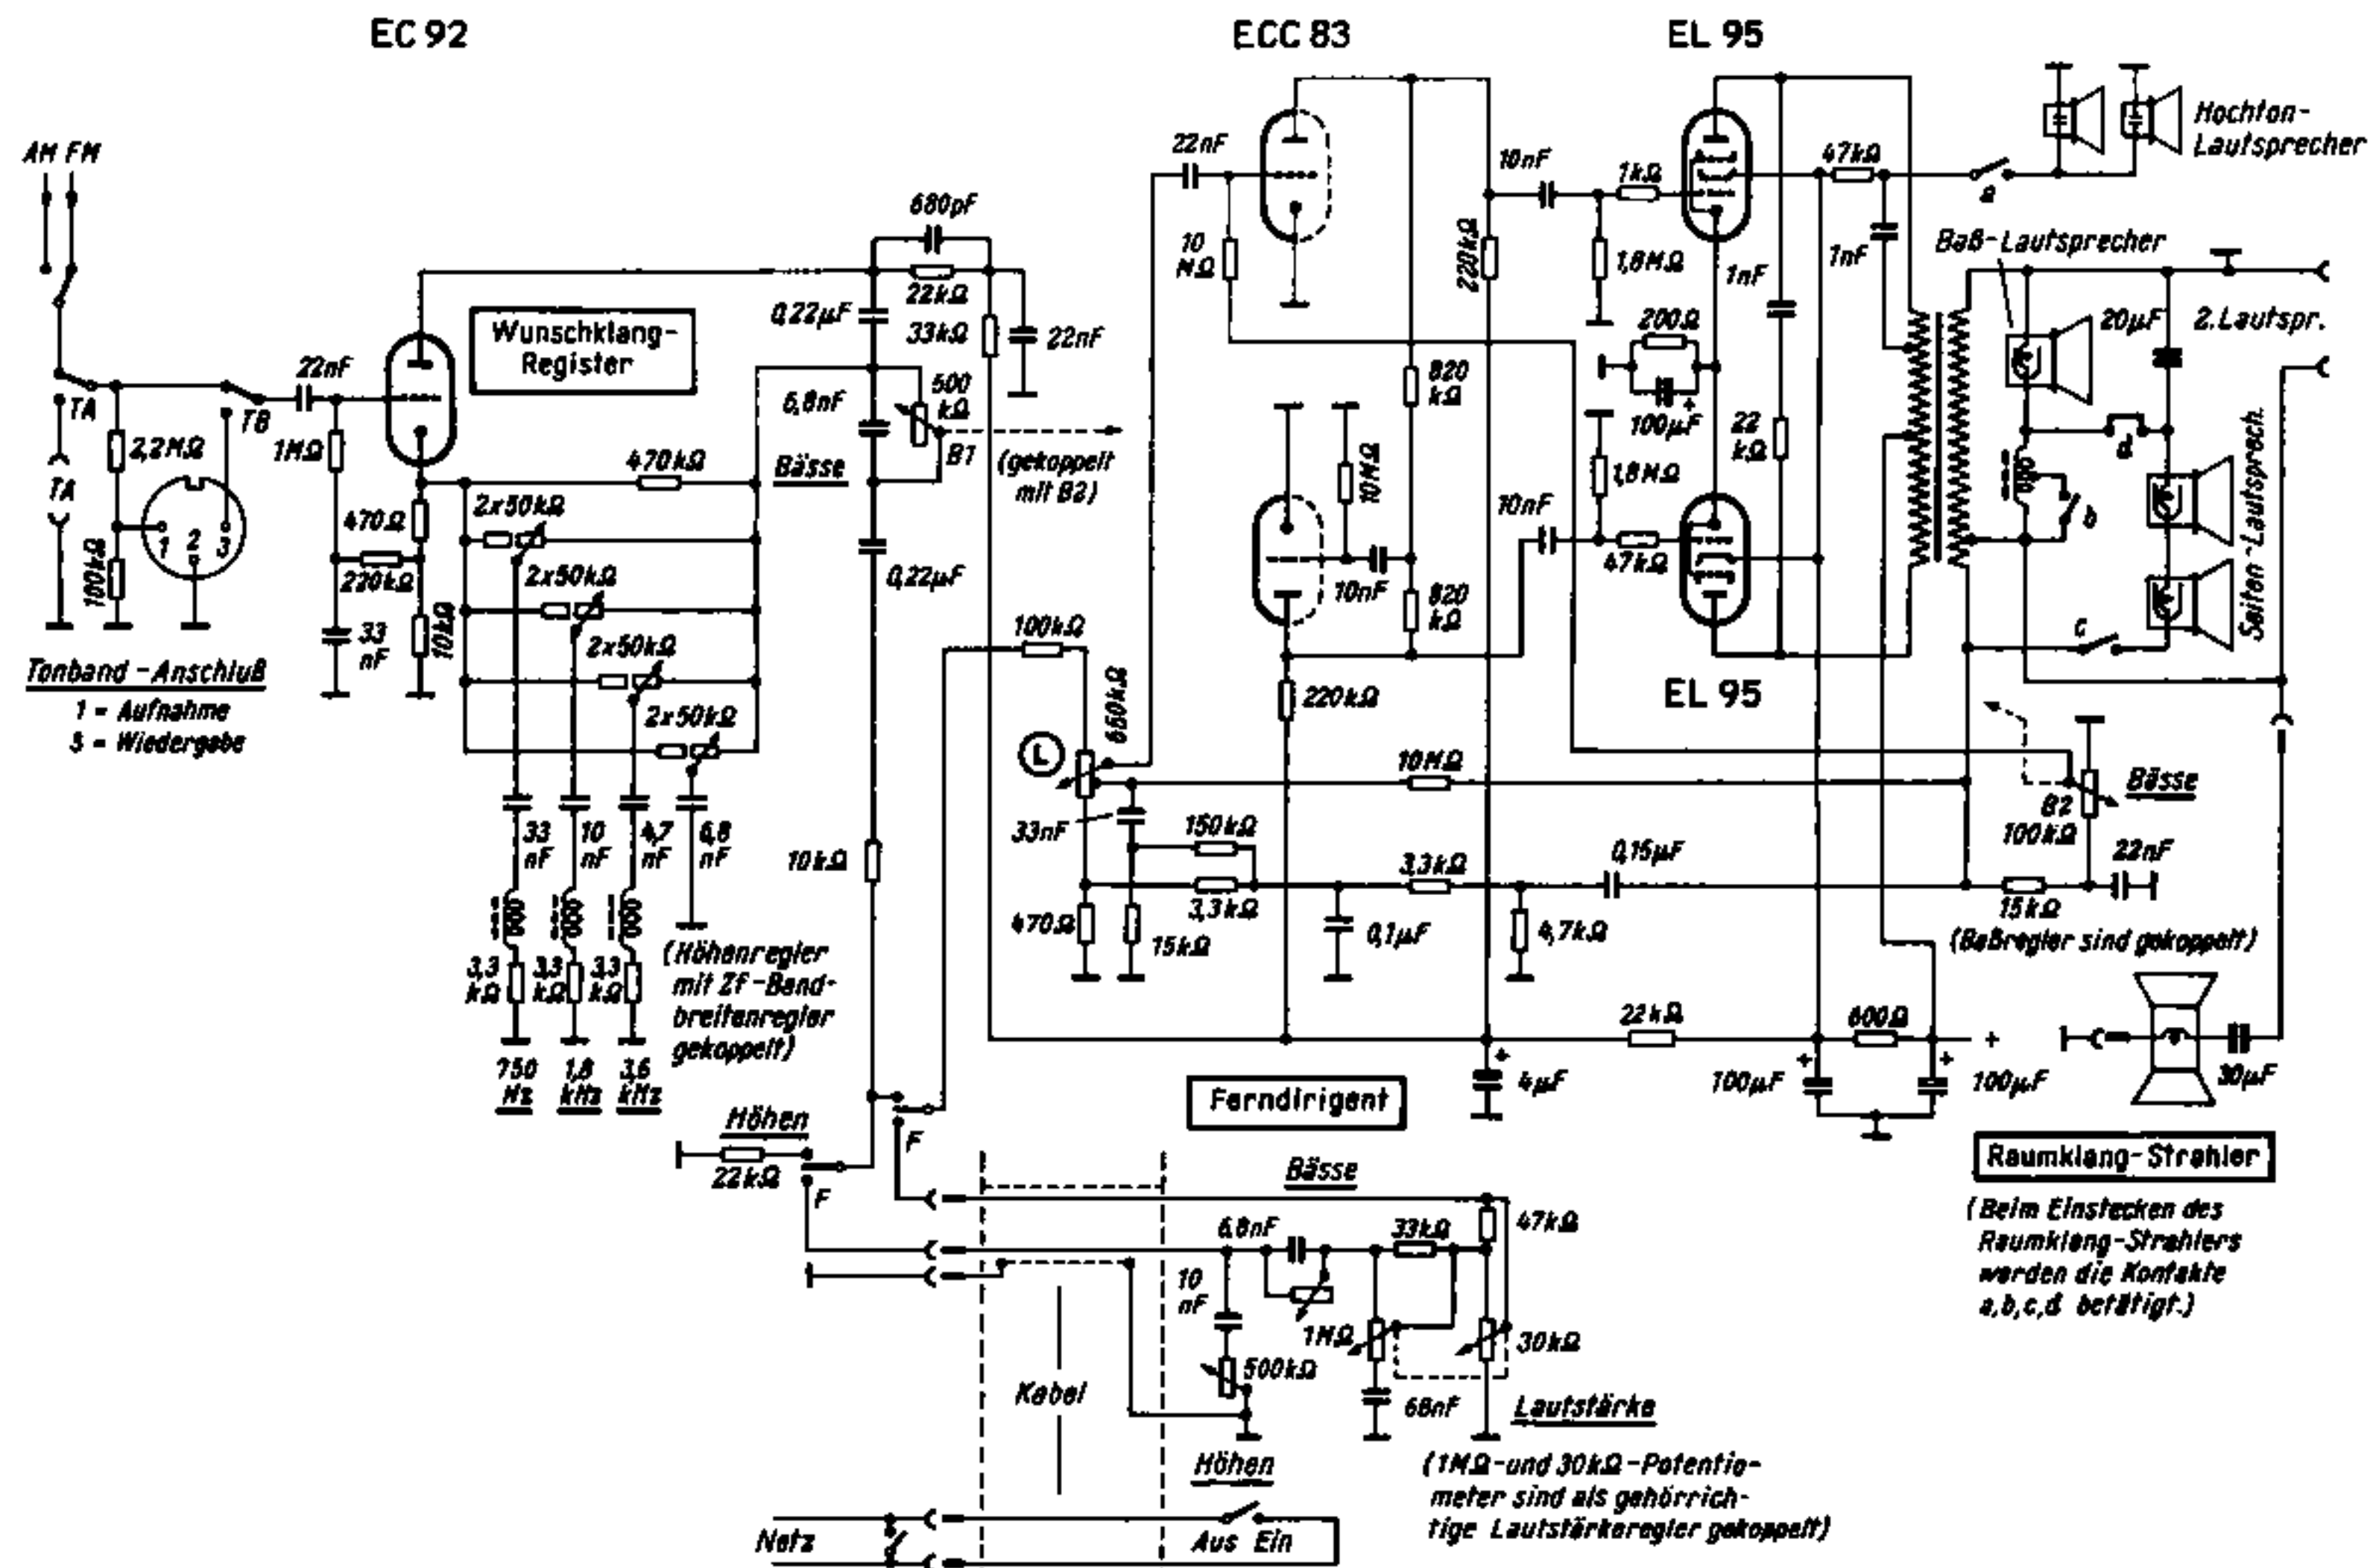 EC 92
ECC 83
EL 95
AM FM
Hochton-
Lautsprecher
680pF
22nF
10nF
1kΩ
47kΩ
a
10
MΩ
220kΩ
1,8MΩ
1nF
1nF
Baß-Lautsprecher
22kΩ
0,22µF
33kΩ
22nF
Wunschklang-
Register
200Ω
20µF
2.Lautspr.
22nF
TA
TB
6,8nF
500
kΩ
820
kΩ
100µF
+
22
kΩ
2,2MΩ
1MΩ
470kΩ
Bässe
B1
(gekoppelt
mit B2)
10MΩ
1,8MΩ
d
TA
2x50kΩ
470Ω
10nF
b
1 2 3
100kΩ
220kΩ
2x50kΩ
0,22µF
10nF
820
kΩ
47kΩ
Seiten-Lautsprech.
33
nF
10kΩ
2x50kΩ
100kΩ
c
Tonband-Anschluß
1 = Aufnahme
3 = Wiedergabe
2x50kΩ
650kΩ
220kΩ
EL 95
L
10MΩ
Bässe
B2
100kΩ
33
nF
10
nF
4,7
nF
6,8
nF
10kΩ
33nF
150kΩ
3,3kΩ
0,15µF
22nF
470Ω
3,3kΩ
15kΩ
0,1µF
4,7kΩ
15kΩ
(Baßregler sind gekoppelt)
3,3
kΩ
3,3
kΩ
3,3
kΩ
(Höhenregler
mit Zf-Band-
breitenregler
gekoppelt)
22kΩ
600Ω
+
750
Hz
1,8
kHz
3,6
kHz
+
4µF
+
100µF
+
100µF
30µF
Ferndirigent
Höhen
22kΩ
F
F
Raumklang-Strahler
(Beim Einstecken des
Raumklang-Strahlers
werden die Kontakte
a,b,c,d betätigt.)
Bässe
6,8nF
33kΩ
47kΩ
10
nF
1MΩ
30kΩ
500kΩ
68nF
Kabel
Lautstärke
Höhen
(1MΩ-und 30kΩ-Potentio-
meter sind als gehörrich-
tige Lautstärkeregler gekoppelt)
Netz
Aus Ein